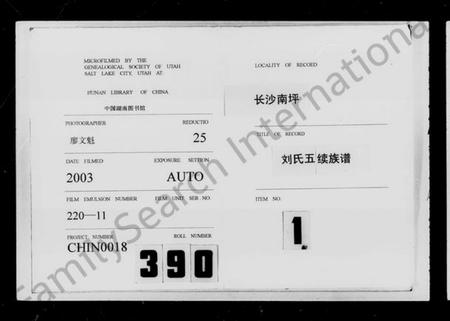 MICROFILMED BY THE
GENEALOGICAL SOCIETY OF UTAH
SALT LAKE CITY, UTAH AT:
HUNAN LIBRARY OF CHINA
中国湖南图书馆
PHOTOGRAPHER REDUCTIO
廖文魁 25
DATE FILMED EXPOSURE SETTION
2003 AUTO
FILM EMULSION NUMBER FILM UNIT SER. NO.
220—11
PROJECT NUMBER ROLL NUMBER
CHIN0018 390
LOCALITY OF RECORD
长沙南坪
TITLE OF RECORD
刘氏五续族谱
ITEM NO.
1
FamilySearch International